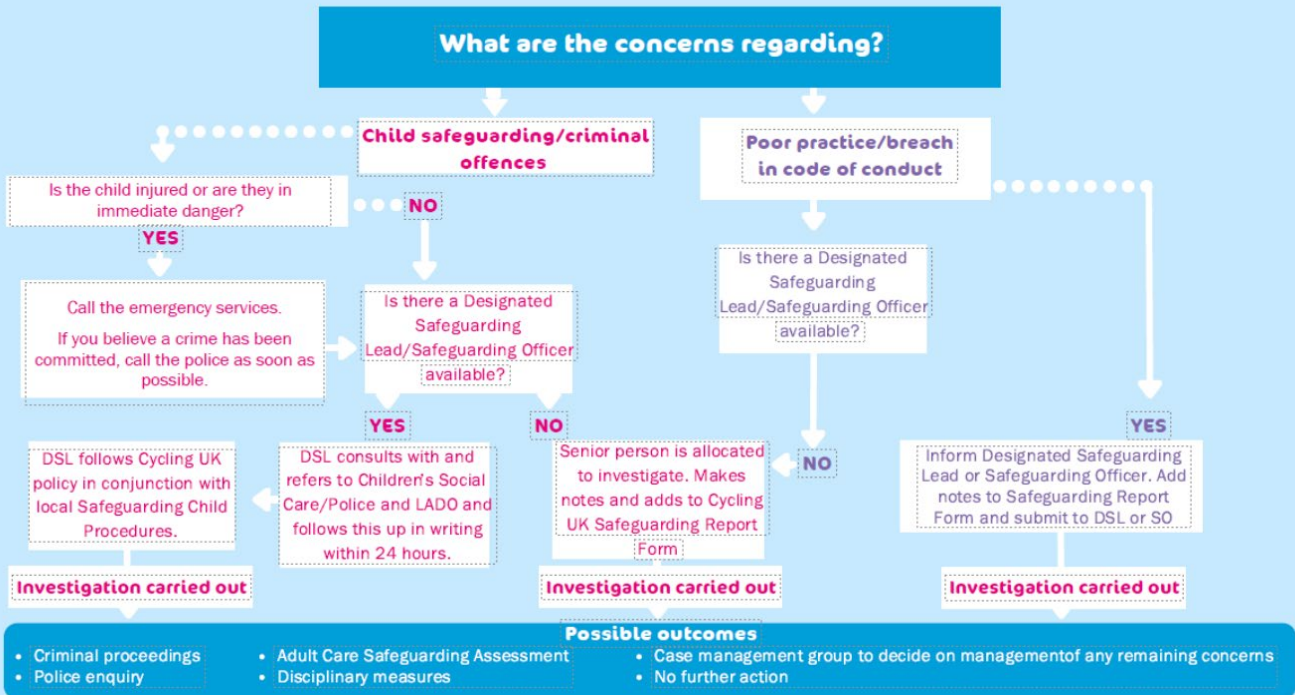 What are the concerns regarding?
Child safeguarding/criminal
offences
Poor practice/breach
in code of conduct
Is the child injured or are they in
immediate danger?
NO
YES
Is there a Designated
Safeguarding
Lead/Safeguarding Officer
available?
Call the emergency services.
If you believe a crime has been
committed, call the police as soon as
possible.
Is there a Designated
Safeguarding
Lead/Safeguarding Officer
available?
YES
NO
YES
DSL follows Cycling UK
policy in conjunction with
local Safeguarding Child
Procedures.
DSL consults with and
refers to Children's Social
Care/Police and LADO and
follows this up in writing
within 24 hours.
Senior person is allocated
to investigate. Makes
notes and adds to Cycling
UK Safeguarding Report
Form
NO
Inform Designated Safeguarding
Lead or Safeguarding Officer. Add
notes to Safeguarding Report
Form and submit to DSL or SO
Investigation carried out
Investigation carried out
Investigation carried out
Possible outcomes
• Criminal proceedings
• Police enquiry
• Adult Care Safeguarding Assessment
• Disciplinary measures
• Case management group to decide on managementof any remaining concerns
• No further action